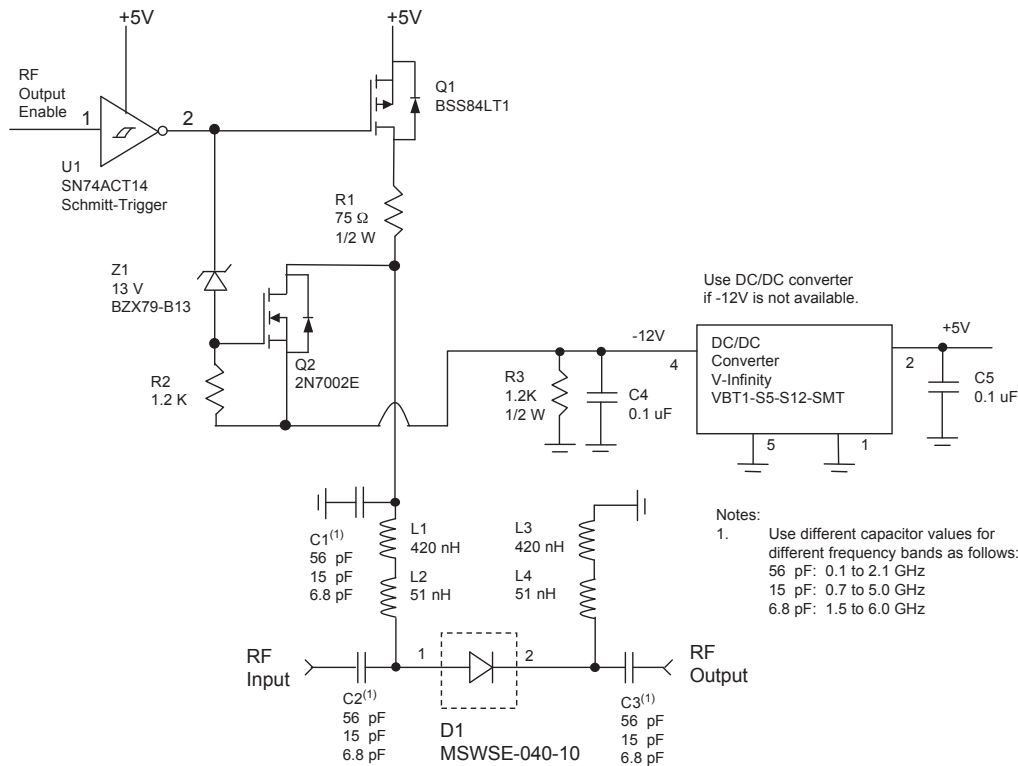 +5V
+5V
RF
Output
Enable
1
2
U1
SN74ACT14
Schmitt-Trigger
Q1
BSS84LT1
R1
75 Ω
1/2 W
Z1
13 V
BZX79-B13
Q2
2N7002E
R2
1.2 K
Use DC/DC converter
if -12V is not available.
-12V
4
DC/DC
Converter
V-Infinity
VBT1-S5-S12-SMT
2
+5V
5
1
R3
1.2K
1/2 W
C4
0.1 uF
C5
0.1 uF
C1(1)
56 pF
15 pF
6.8 pF
L1
420 nH
L2
51 nH
L3
420 nH
L4
51 nH
Notes:
1. Use different capacitor values for
different frequency bands as follows:
56 pF: 0.1 to 2.1 GHz
15 pF: 0.7 to 5.0 GHz
6.8 pF: 1.5 to 6.0 GHz
RF
Input
1
2
RF
Output
C2(1)
56 pF
15 pF
6.8 pF
D1
MSWSE-040-10
C3(1)
56 pF
15 pF
6.8 pF